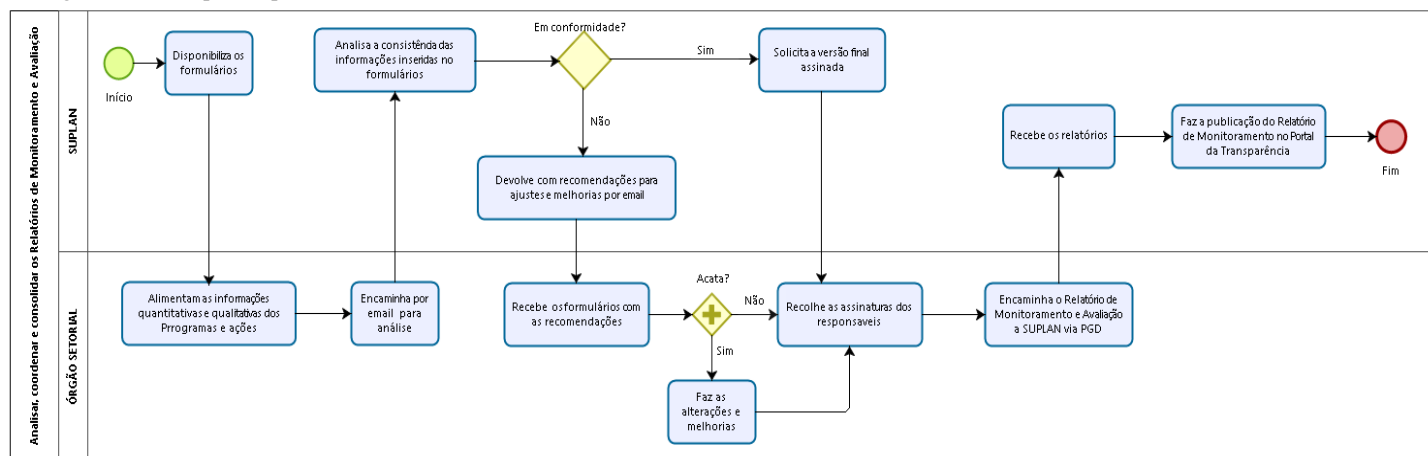 Analisar, coordenar e consolidar os Relatórios de Monitoramento e Avaliação
SUPLAN
Início
Disponibiliza os
formulários
Analisa a consistência das
informações inseridas no
formulários
Em conformidade?
Sim
Não
Solicita a versão final
assinada
Devolve com recomendações para
ajustes e melhorias por email
Recebe os relatórios
Faz a publicação do Relatório
de Monitoramento no Portal
da Transparência
Fim
ÓRGÃO SETORIAL
Alimentam as informações
quantitativas e qualitativas dos
Prrogramas e ações
Encaminha por
email para
análise
Recebe os formulários com
as recomendações
Acata?
Não
Sim
Faz as
alterações e
melhorias
Recolhe as assinaturas dos
responsaveis
Encaminha o Relatório de
Monitoramento e Avaliação
a SUPLAN via PGD